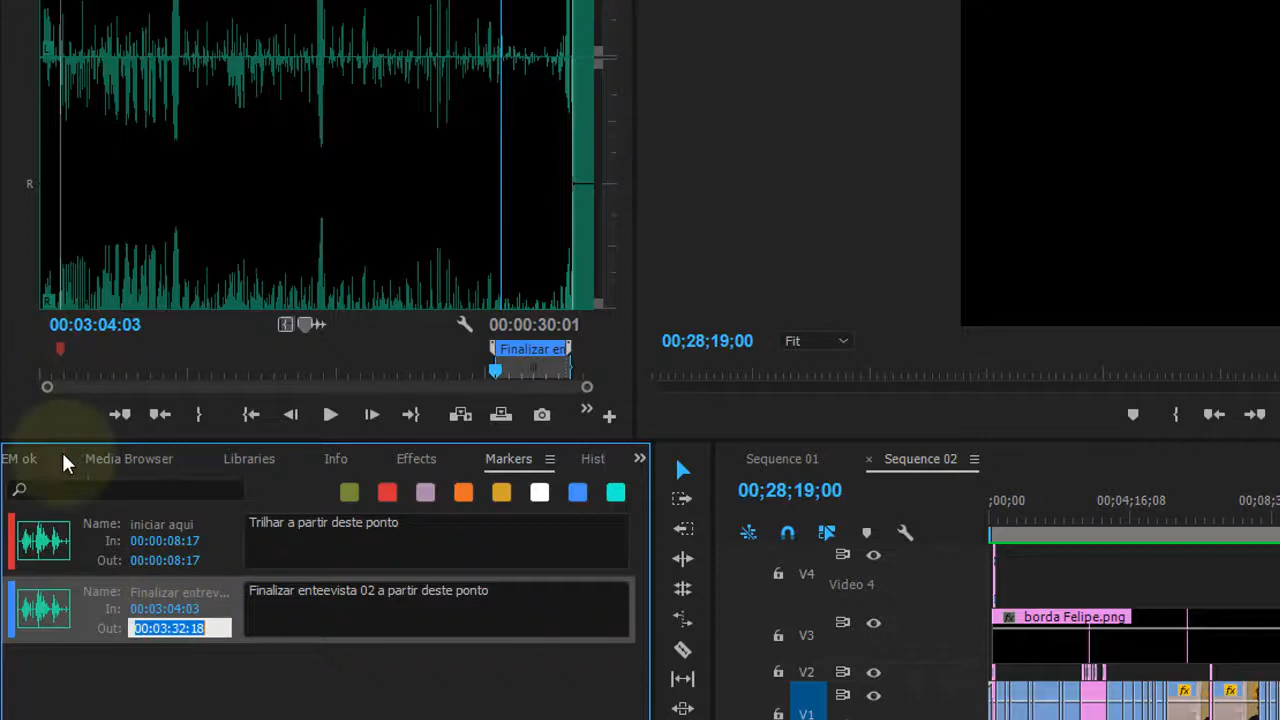 L
R
R
00:03:04:03
00:00:30:01
Finalizar en
00;28;19;00
Fit
EM ok
Media Browser
Libraries
Info
Effects
Markers
Hist
Name: iniciar aqui
In: 00:00:08:17
Out: 00:00:08:17
Trilhar a partir deste ponto
Name: Finalizar entrev...
In: 00:03:04:03
Out: 00:03:32:18
Finalizar enteevista 02 a partir deste ponto
Sequence 01
× Sequence 02
00;28;19;00
;00;00
00;04;16;08
00;08;3
V4
Video 4
V3
fx borda Felipe.png
V2
V1
fx
fx